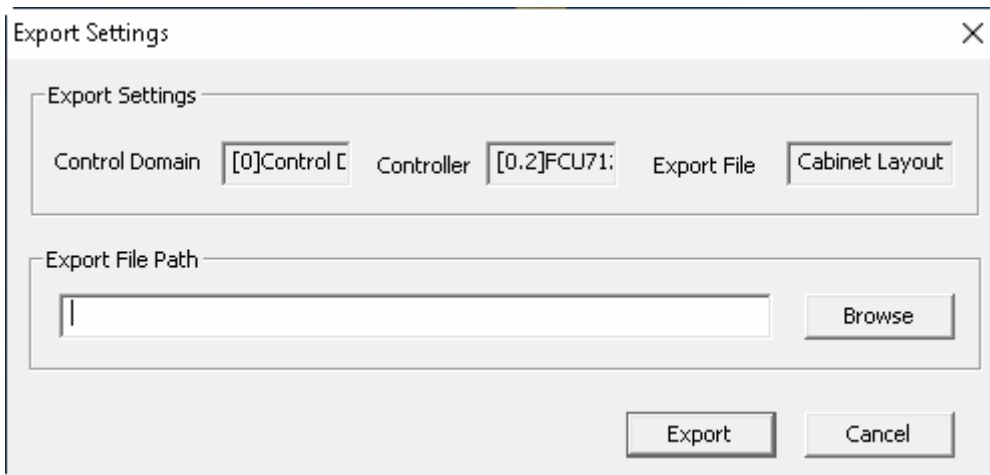 Export Settings
Export Settings
Control Domain [0]Control D Controller [0.2]FCU71: Export File Cabinet Layout
Export File Path
Browse
Export Cancel